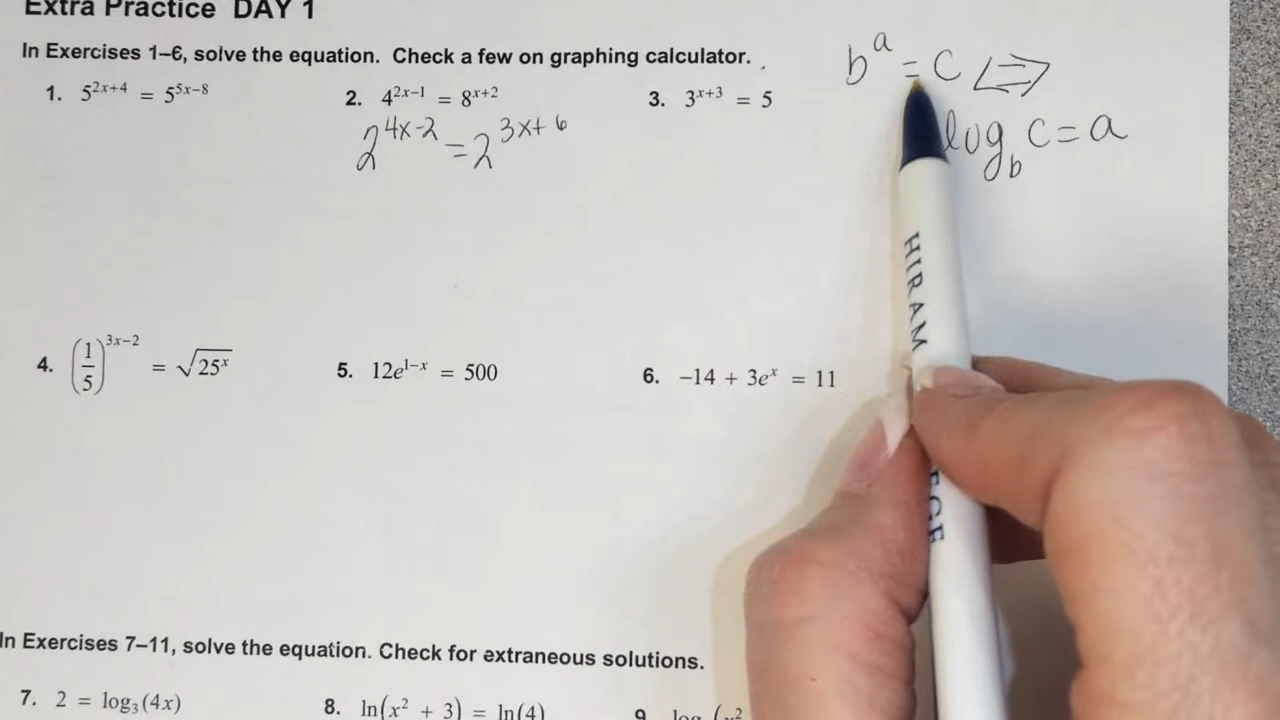 Extra Practice DAY 1
In Exercises 1–6, solve the equation. Check a few on graphing calculator.
1. 5^{2x+4} = 5^{5x−8}
2. 4^{2x−1} = 8^{x+2}
2^{4x-2} = 2^{3x+6}
3. 3^{x+3} = 5
b^a = c ⇐⇒
log_b c = a
4. (1/5)^{3x−2} = √25^x
5. 12e^{1−x} = 500
6. −14 + 3e^x = 11
HIRAM
In Exercises 7–11, solve the equation. Check for extraneous solutions.
7. 2 = log_3(4x)
8. ln(x^2 + 3) = ln(4)
9